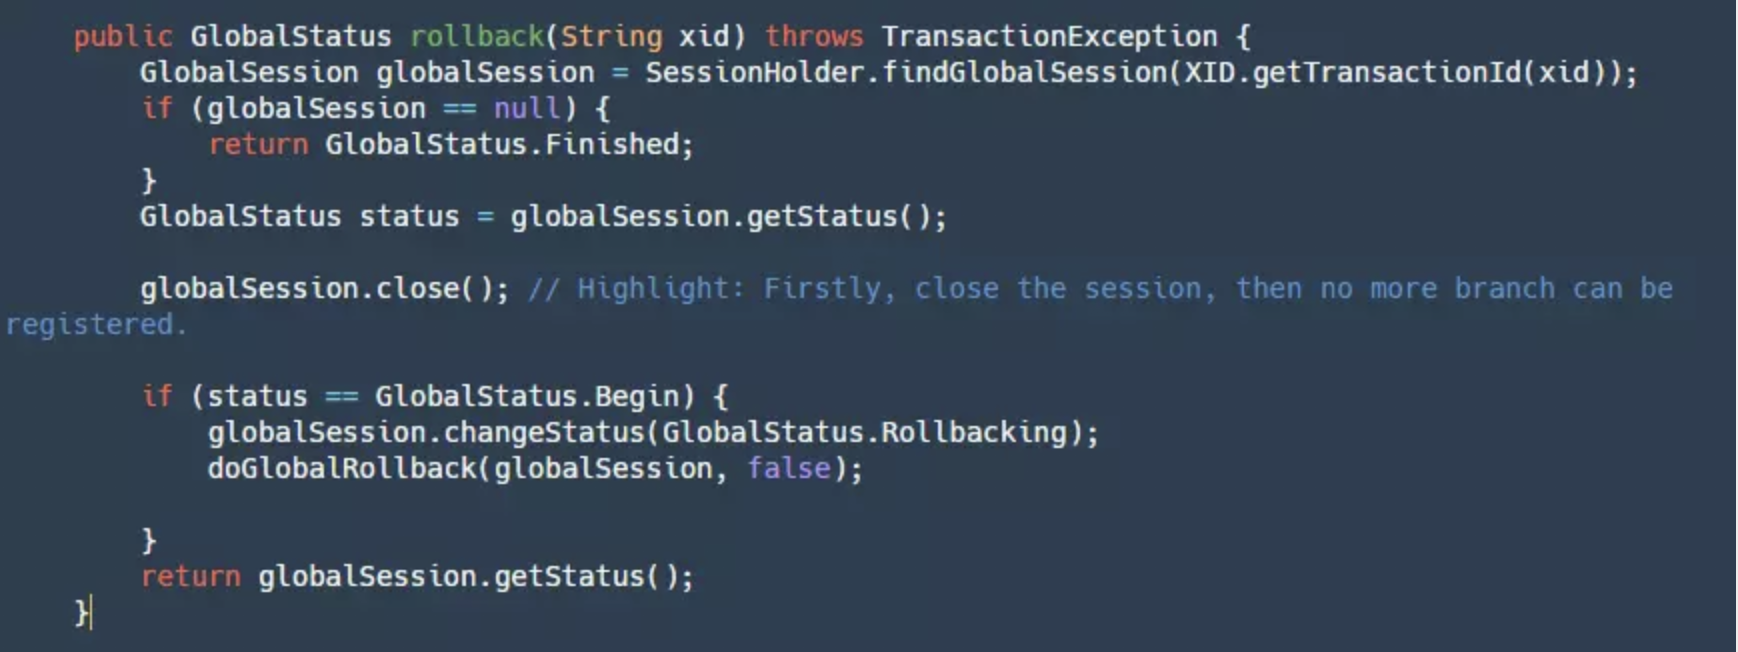 public GlobalStatus rollback(String xid) throws TransactionException {
GlobalSession globalSession = SessionHolder.findGlobalSession(XID.getTransactionId(xid));
if (globalSession == null) {
return GlobalStatus.Finished;
}
GlobalStatus status = globalSession.getStatus();
globalSession.close(); // Highlight: Firstly, close the session, then no more branch can be
registered.
if (status == GlobalStatus.Begin) {
globalSession.changeStatus(GlobalStatus.Rollbacking);
doGlobalRollback(globalSession, false);
}
return globalSession.getStatus();
}